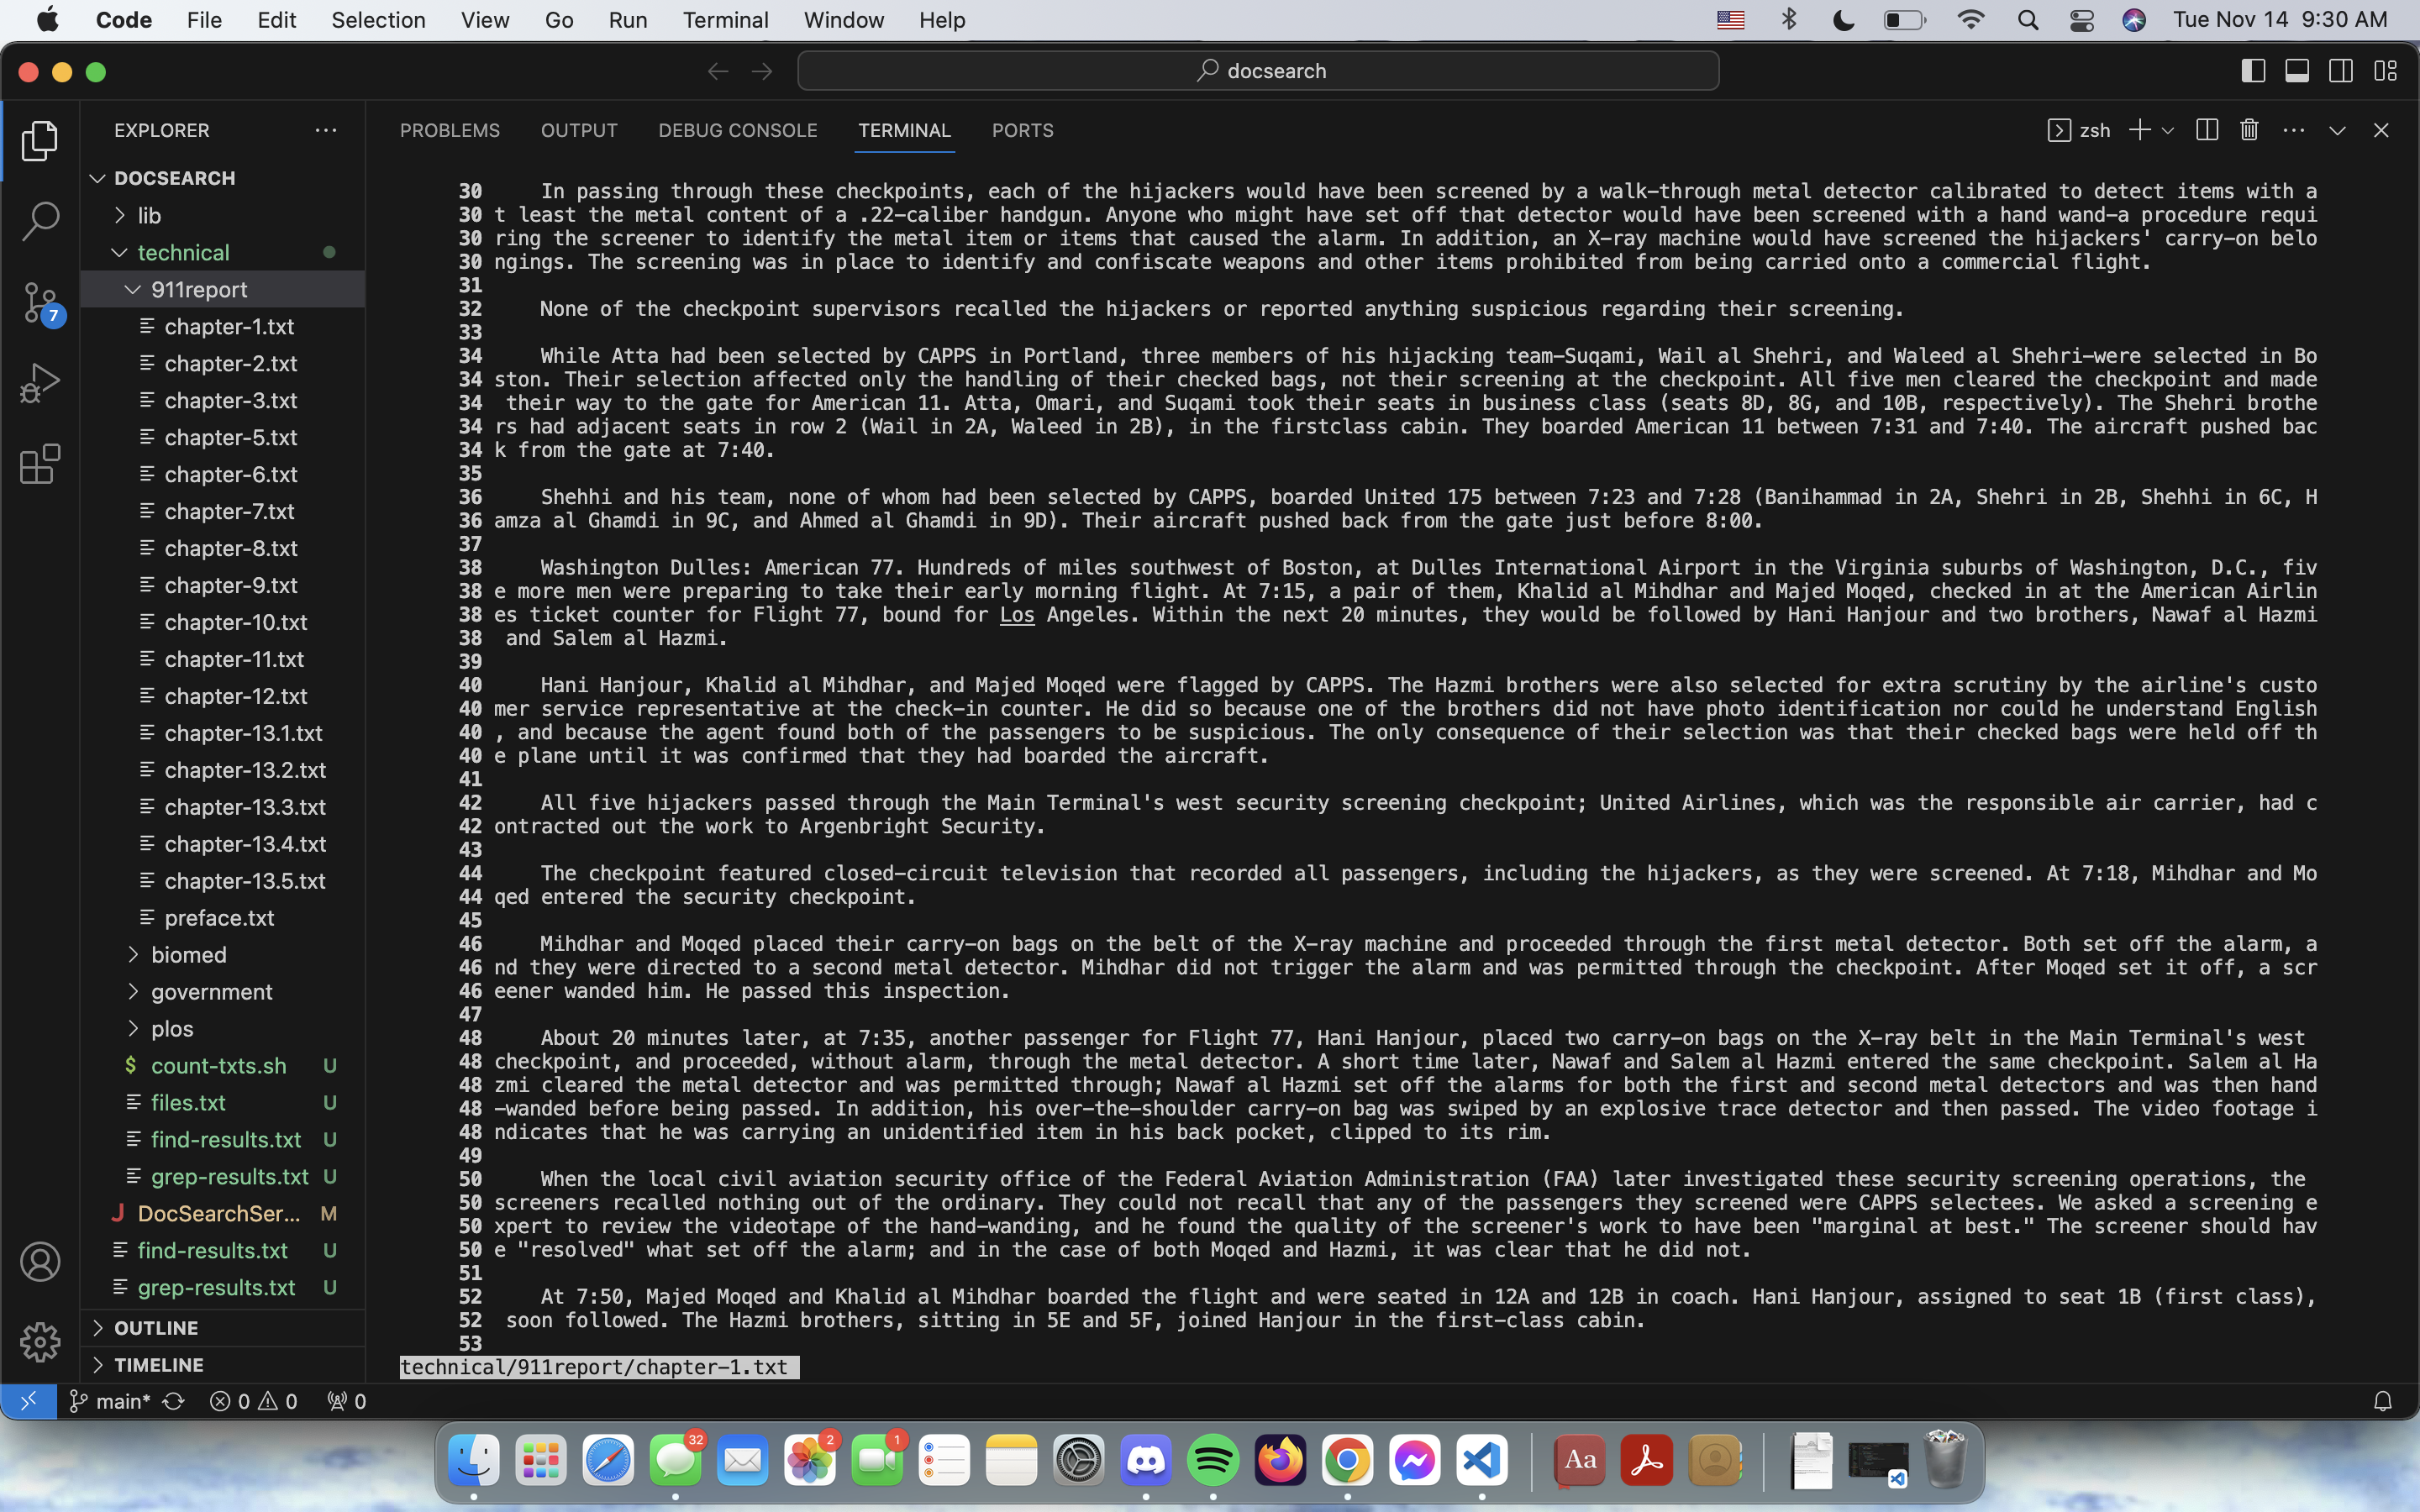 Code File Edit Selection View Go Run Terminal Window Help Tue Nov 14 9:30 AM
docsearch
EXPLORER
PROBLEMS OUTPUT DEBUG CONSOLE TERMINAL PORTS zsh
DOCSEARCH
lib
technical
911report
chapter-1.txt
chapter-2.txt
chapter-3.txt
chapter-5.txt
chapter-6.txt
chapter-7.txt
chapter-8.txt
chapter-9.txt
chapter-10.txt
chapter-11.txt
chapter-12.txt
chapter-13.1.txt
chapter-13.2.txt
chapter-13.3.txt
chapter-13.4.txt
chapter-13.5.txt
preface.txt
biomed
government
plos
$ count-txts.sh U
files.txt U
find-results.txt U
grep-results.txt U
J DocSearchSer... M
find-results.txt U
grep-results.txt U
OUTLINE
TIMELINE
7
30     In passing through these checkpoints, each of the hijackers would have been screened by a walk-through metal detector calibrated to detect items with a
30 t least the metal content of a .22-caliber handgun. Anyone who might have set off that detector would have been screened with a hand wand-a procedure requi
30 ring the screener to identify the metal item or items that caused the alarm. In addition, an X-ray machine would have screened the hijackers' carry-on belo
30 ngings. The screening was in place to identify and confiscate weapons and other items prohibited from being carried onto a commercial flight.
31
32     None of the checkpoint supervisors recalled the hijackers or reported anything suspicious regarding their screening.
33
34     While Atta had been selected by CAPPS in Portland, three members of his hijacking team-Suqami, Wail al Shehri, and Waleed al Shehri-were selected in Bo
34 ston. Their selection affected only the handling of their checked bags, not their screening at the checkpoint. All five men cleared the checkpoint and made
34  their way to the gate for American 11. Atta, Omari, and Suqami took their seats in business class (seats 8D, 8G, and 10B, respectively). The Shehri brothe
34 rs had adjacent seats in row 2 (Wail in 2A, Waleed in 2B), in the firstclass cabin. They boarded American 11 between 7:31 and 7:40. The aircraft pushed bac
34 k from the gate at 7:40.
35
36     Shehhi and his team, none of whom had been selected by CAPPS, boarded United 175 between 7:23 and 7:28 (Banihammad in 2A, Shehri in 2B, Shehhi in 6C, H
36 amza al Ghamdi in 9C, and Ahmed al Ghamdi in 9D). Their aircraft pushed back from the gate just before 8:00.
37
38     Washington Dulles: American 77. Hundreds of miles southwest of Boston, at Dulles International Airport in the Virginia suburbs of Washington, D.C., fiv
38 e more men were preparing to take their early morning flight. At 7:15, a pair of them, Khalid al Mihdhar and Majed Moqed, checked in at the American Airlin
38 es ticket counter for Flight 77, bound for Los Angeles. Within the next 20 minutes, they would be followed by Hani Hanjour and two brothers, Nawaf al Hazmi
38  and Salem al Hazmi.
39
40     Hani Hanjour, Khalid al Mihdhar, and Majed Moqed were flagged by CAPPS. The Hazmi brothers were also selected for extra scrutiny by the airline's custo
40 mer service representative at the check-in counter. He did so because one of the brothers did not have photo identification nor could he understand English
40 , and because the agent found both of the passengers to be suspicious. The only consequence of their selection was that their checked bags were held off th
40 e plane until it was confirmed that they had boarded the aircraft.
41
42     All five hijackers passed through the Main Terminal's west security screening checkpoint; United Airlines, which was the responsible air carrier, had c
42 ontracted out the work to Argenbright Security.
43
44     The checkpoint featured closed-circuit television that recorded all passengers, including the hijackers, as they were screened. At 7:18, Mihdhar and Mo
44 qed entered the security checkpoint.
45
46     Mihdhar and Moqed placed their carry-on bags on the belt of the X-ray machine and proceeded through the first metal detector. Both set off the alarm, a
46 nd they were directed to a second metal detector. Mihdhar did not trigger the alarm and was permitted through the checkpoint. After Moqed set it off, a scr
46 eener wanded him. He passed this inspection.
47
48     About 20 minutes later, at 7:35, another passenger for Flight 77, Hani Hanjour, placed two carry-on bags on the X-ray belt in the Main Terminal's west
48 checkpoint, and proceeded, without alarm, through the metal detector. A short time later, Nawaf and Salem al Hazmi entered the same checkpoint. Salem al Ha
48 zmi cleared the metal detector and was permitted through; Nawaf al Hazmi set off the alarms for both the first and second metal detectors and was then hand
48 -wanded before being passed. In addition, his over-the-shoulder carry-on bag was swiped by an explosive trace detector and then passed. The video footage i
48 ndicates that he was carrying an unidentified item in his back pocket, clipped to its rim.
49
50     When the local civil aviation security office of the Federal Aviation Administration (FAA) later investigated these security screening operations, the
50 screeners recalled nothing out of the ordinary. They could not recall that any of the passengers they screened were CAPPS selectees. We asked a screening e
50 xpert to review the videotape of the hand-wanding, and he found the quality of the screener's work to have been "marginal at best." The screener should hav
50 e "resolved" what set off the alarm; and in the case of both Moqed and Hazmi, it was clear that he did not.
51
52     At 7:50, Majed Moqed and Khalid al Mihdhar boarded the flight and were seated in 12A and 12B in coach. Hani Hanjour, assigned to seat 1B (first class),
52  soon followed. The Hazmi brothers, sitting in 5E and 5F, joined Hanjour in the first-class cabin.
53
technical/911report/chapter-1.txt
main* 0 0 0
32 2 1 Aa